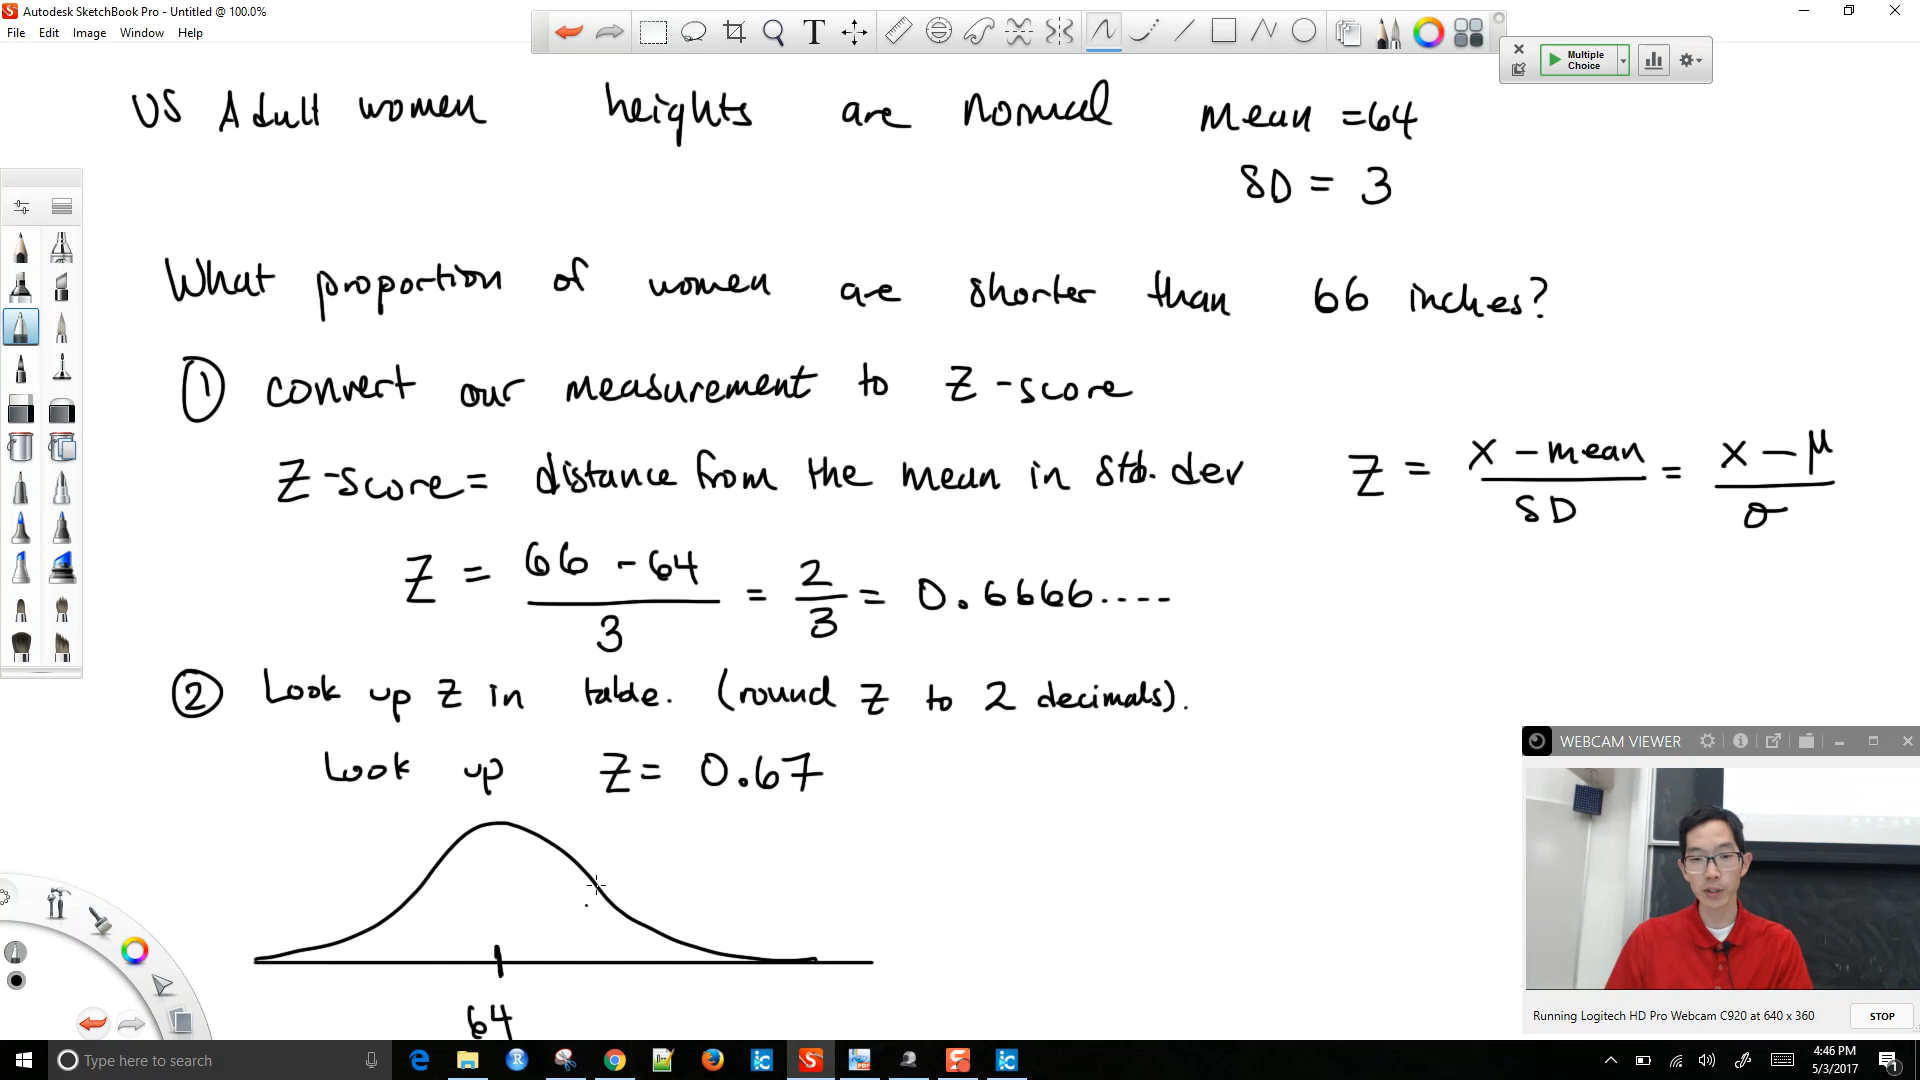 Autodesk SketchBook Pro - Untitled @ 100.0%
File Edit Image Window Help
Multiple Choice
US Adult women heights are normal mean = 64
SD = 3
What proportion of women are shorter than 66 inches?
① convert our measurement to Z-score
Z-score = distance from the mean in std. dev
Z = (x - mean)/SD = (x - μ)/σ
Z = (66 - 64)/3 = 2/3 = 0.6666....
② Look up Z in table. (round Z to 2 decimals).
Look up Z = 0.67
64
WEBCAM VIEWER
Running Logitech HD Pro Webcam C920 at 640 x 360
STOP
Type here to search
4:46 PM
5/3/2017